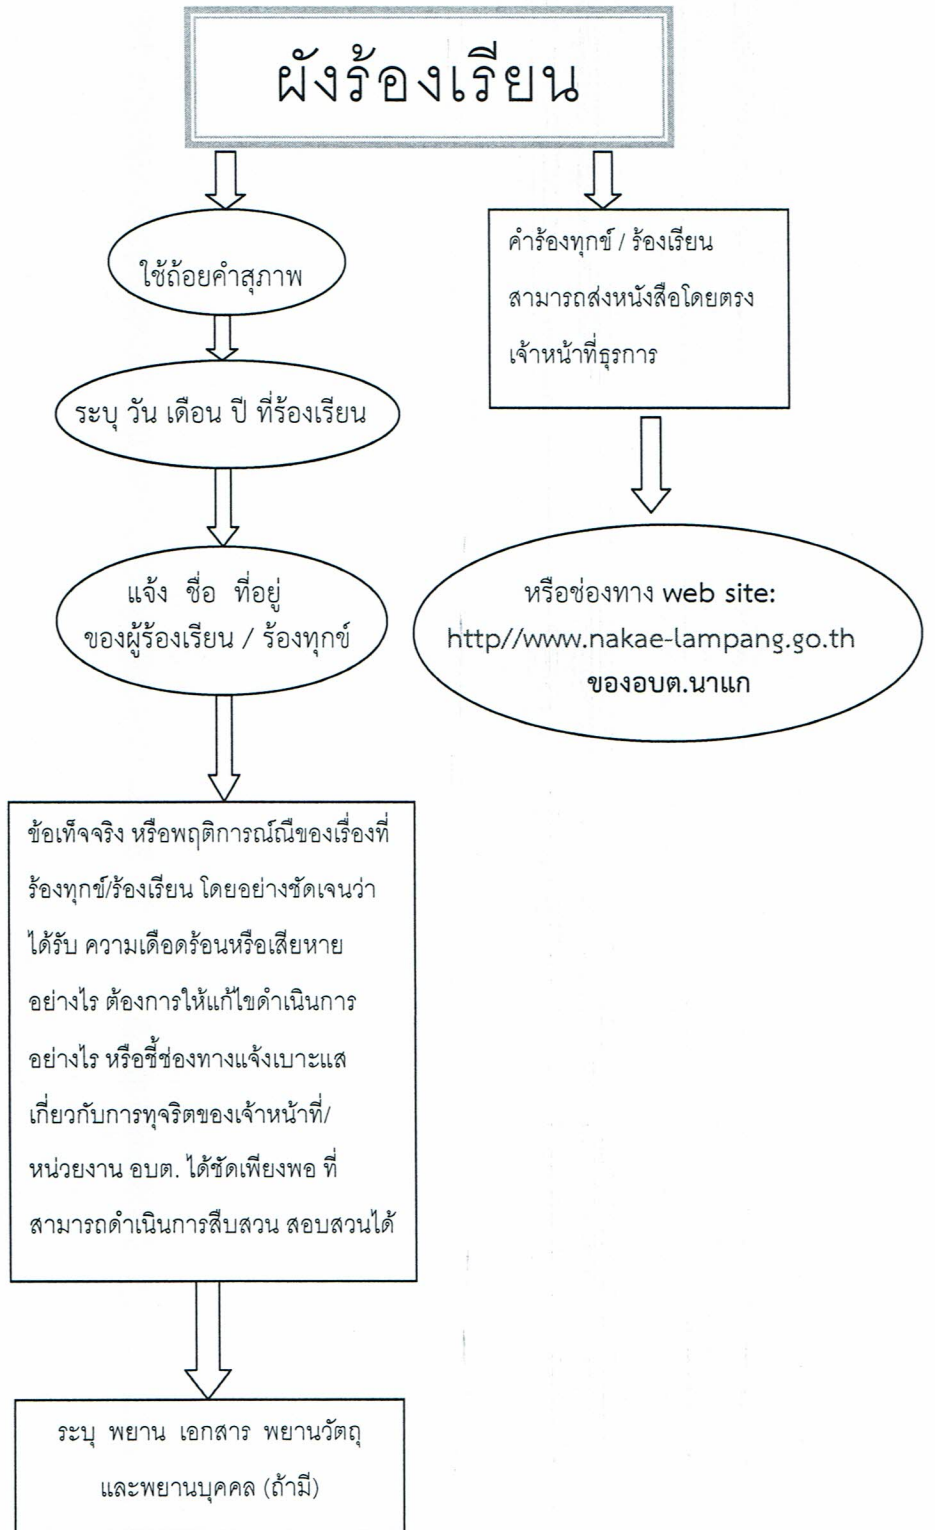 ผังร้องเรียน
ใช้ถ้อยคำสุภาพ
ระบุ วัน เดือน ปี ที่ร้องเรียน
แจ้ง ชื่อ ที่อยู่
ของผู้ร้องเรียน / ร้องทุกข์
ข้อเท็จจริง หรือพฤติการณ์ณืของเรื่องที่
ร้องทุกข์/ร้องเรียน โดยอย่างชัดเจนว่า
ได้รับ ความเดือดร้อนหรือเสียหาย
อย่างไร ต้องการให้แก้ไขดำเนินการ
อย่างไร หรือชี้ช่องทางแจ้งเบาะแส
เกี่ยวกับการทุจริตของเจ้าหน้าที่/
หน่วยงาน อบต. ได้ชัดเพียงพอ ที่
สามารถดำเนินการสืบสวน สอบสวนได้
ระบุ พยาน เอกสาร พยานวัตถุ
และพยานบุคคล (ถ้ามี)
คำร้องทุกข์ / ร้องเรียน
สามารถส่งหนังสือโดยตรง
เจ้าหน้าที่ธุรการ
หรือช่องทาง web site:
http//www.nakae-lampang.go.th
ของอบต.นาแก